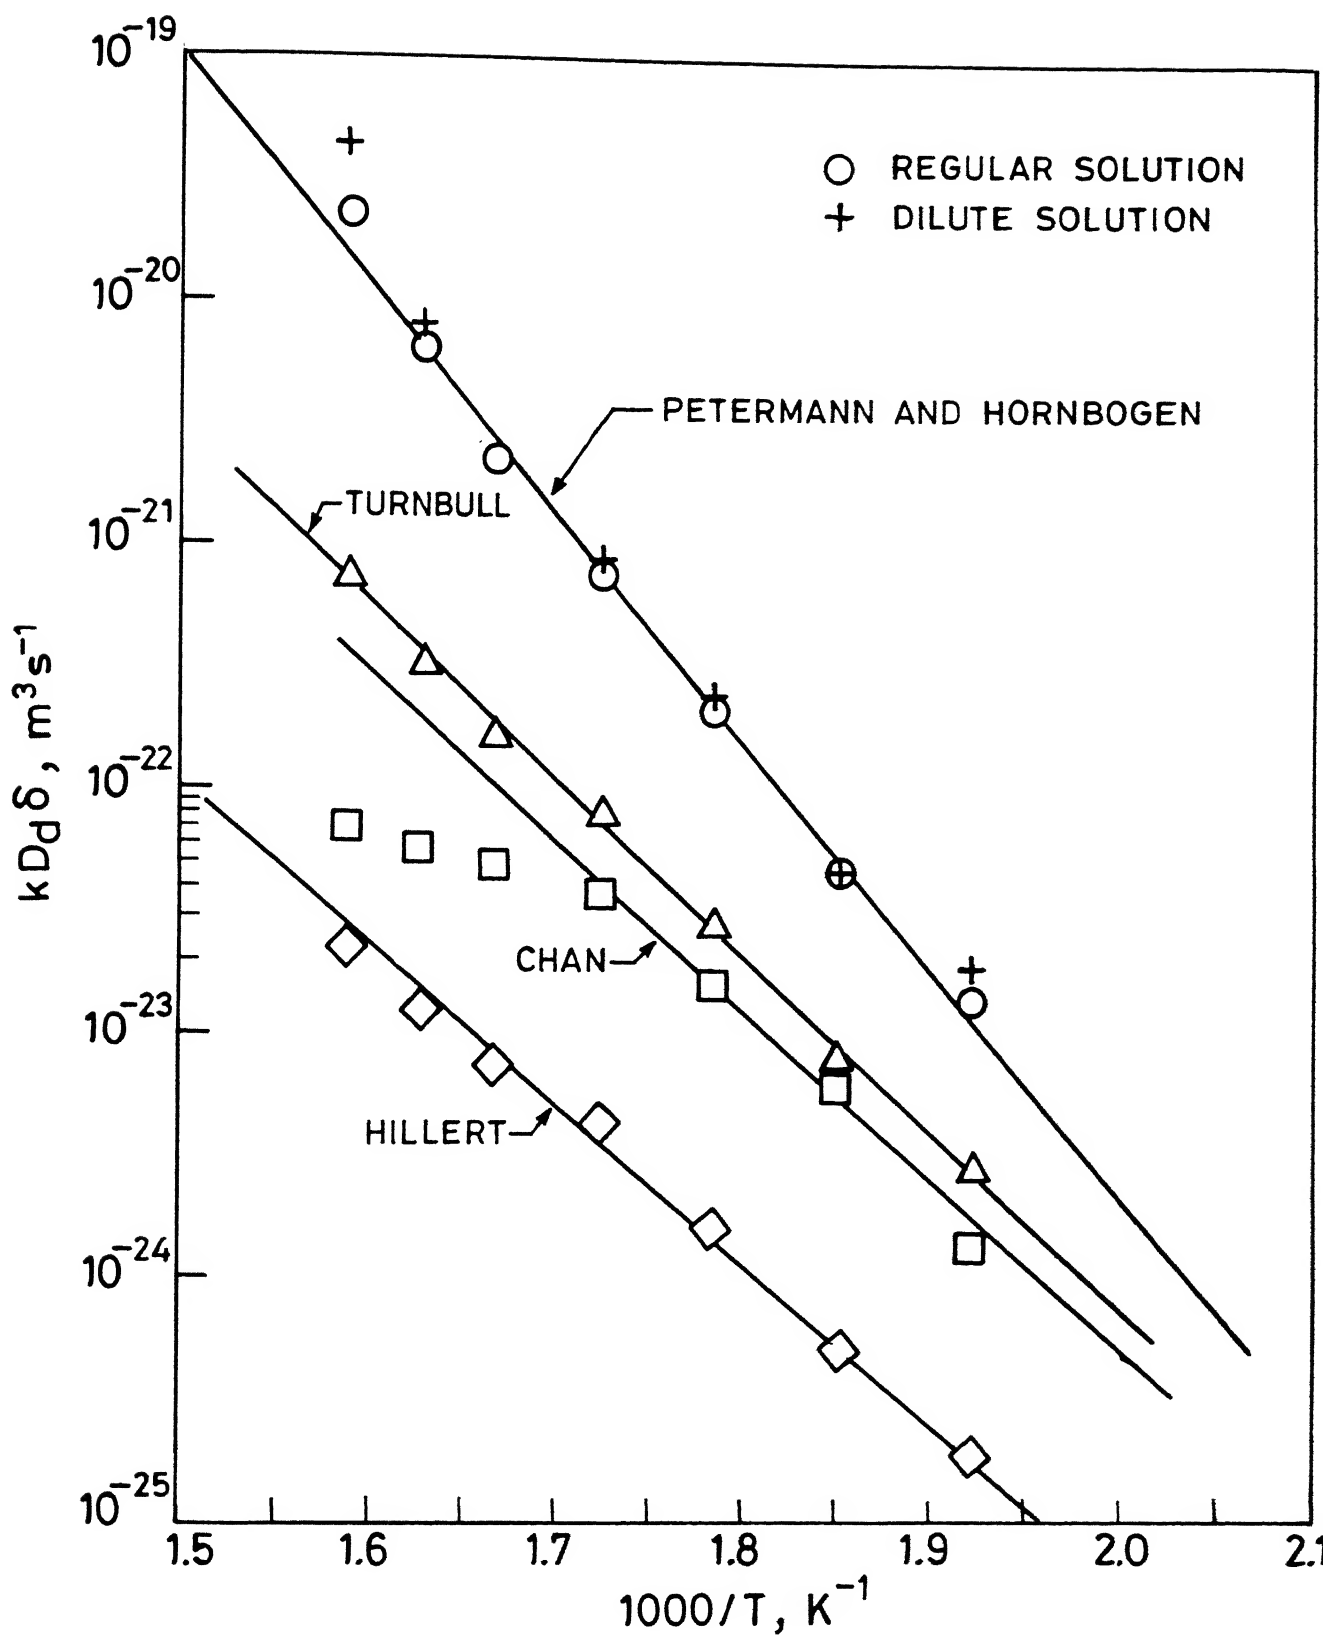 10⁻¹⁹
REGULAR SOLUTION
DILUTE SOLUTION
10⁻²⁰
PETERMANN AND HORNBOGEN
TURNBULL
10⁻²¹
kD_dδ, m³s⁻¹
10⁻²²
CHAN
10⁻²³
HILLERT
10⁻²⁴
10⁻²⁵
1.5 1.6 1.7 1.8 1.9 2.0 2.1
1000/T, K⁻¹